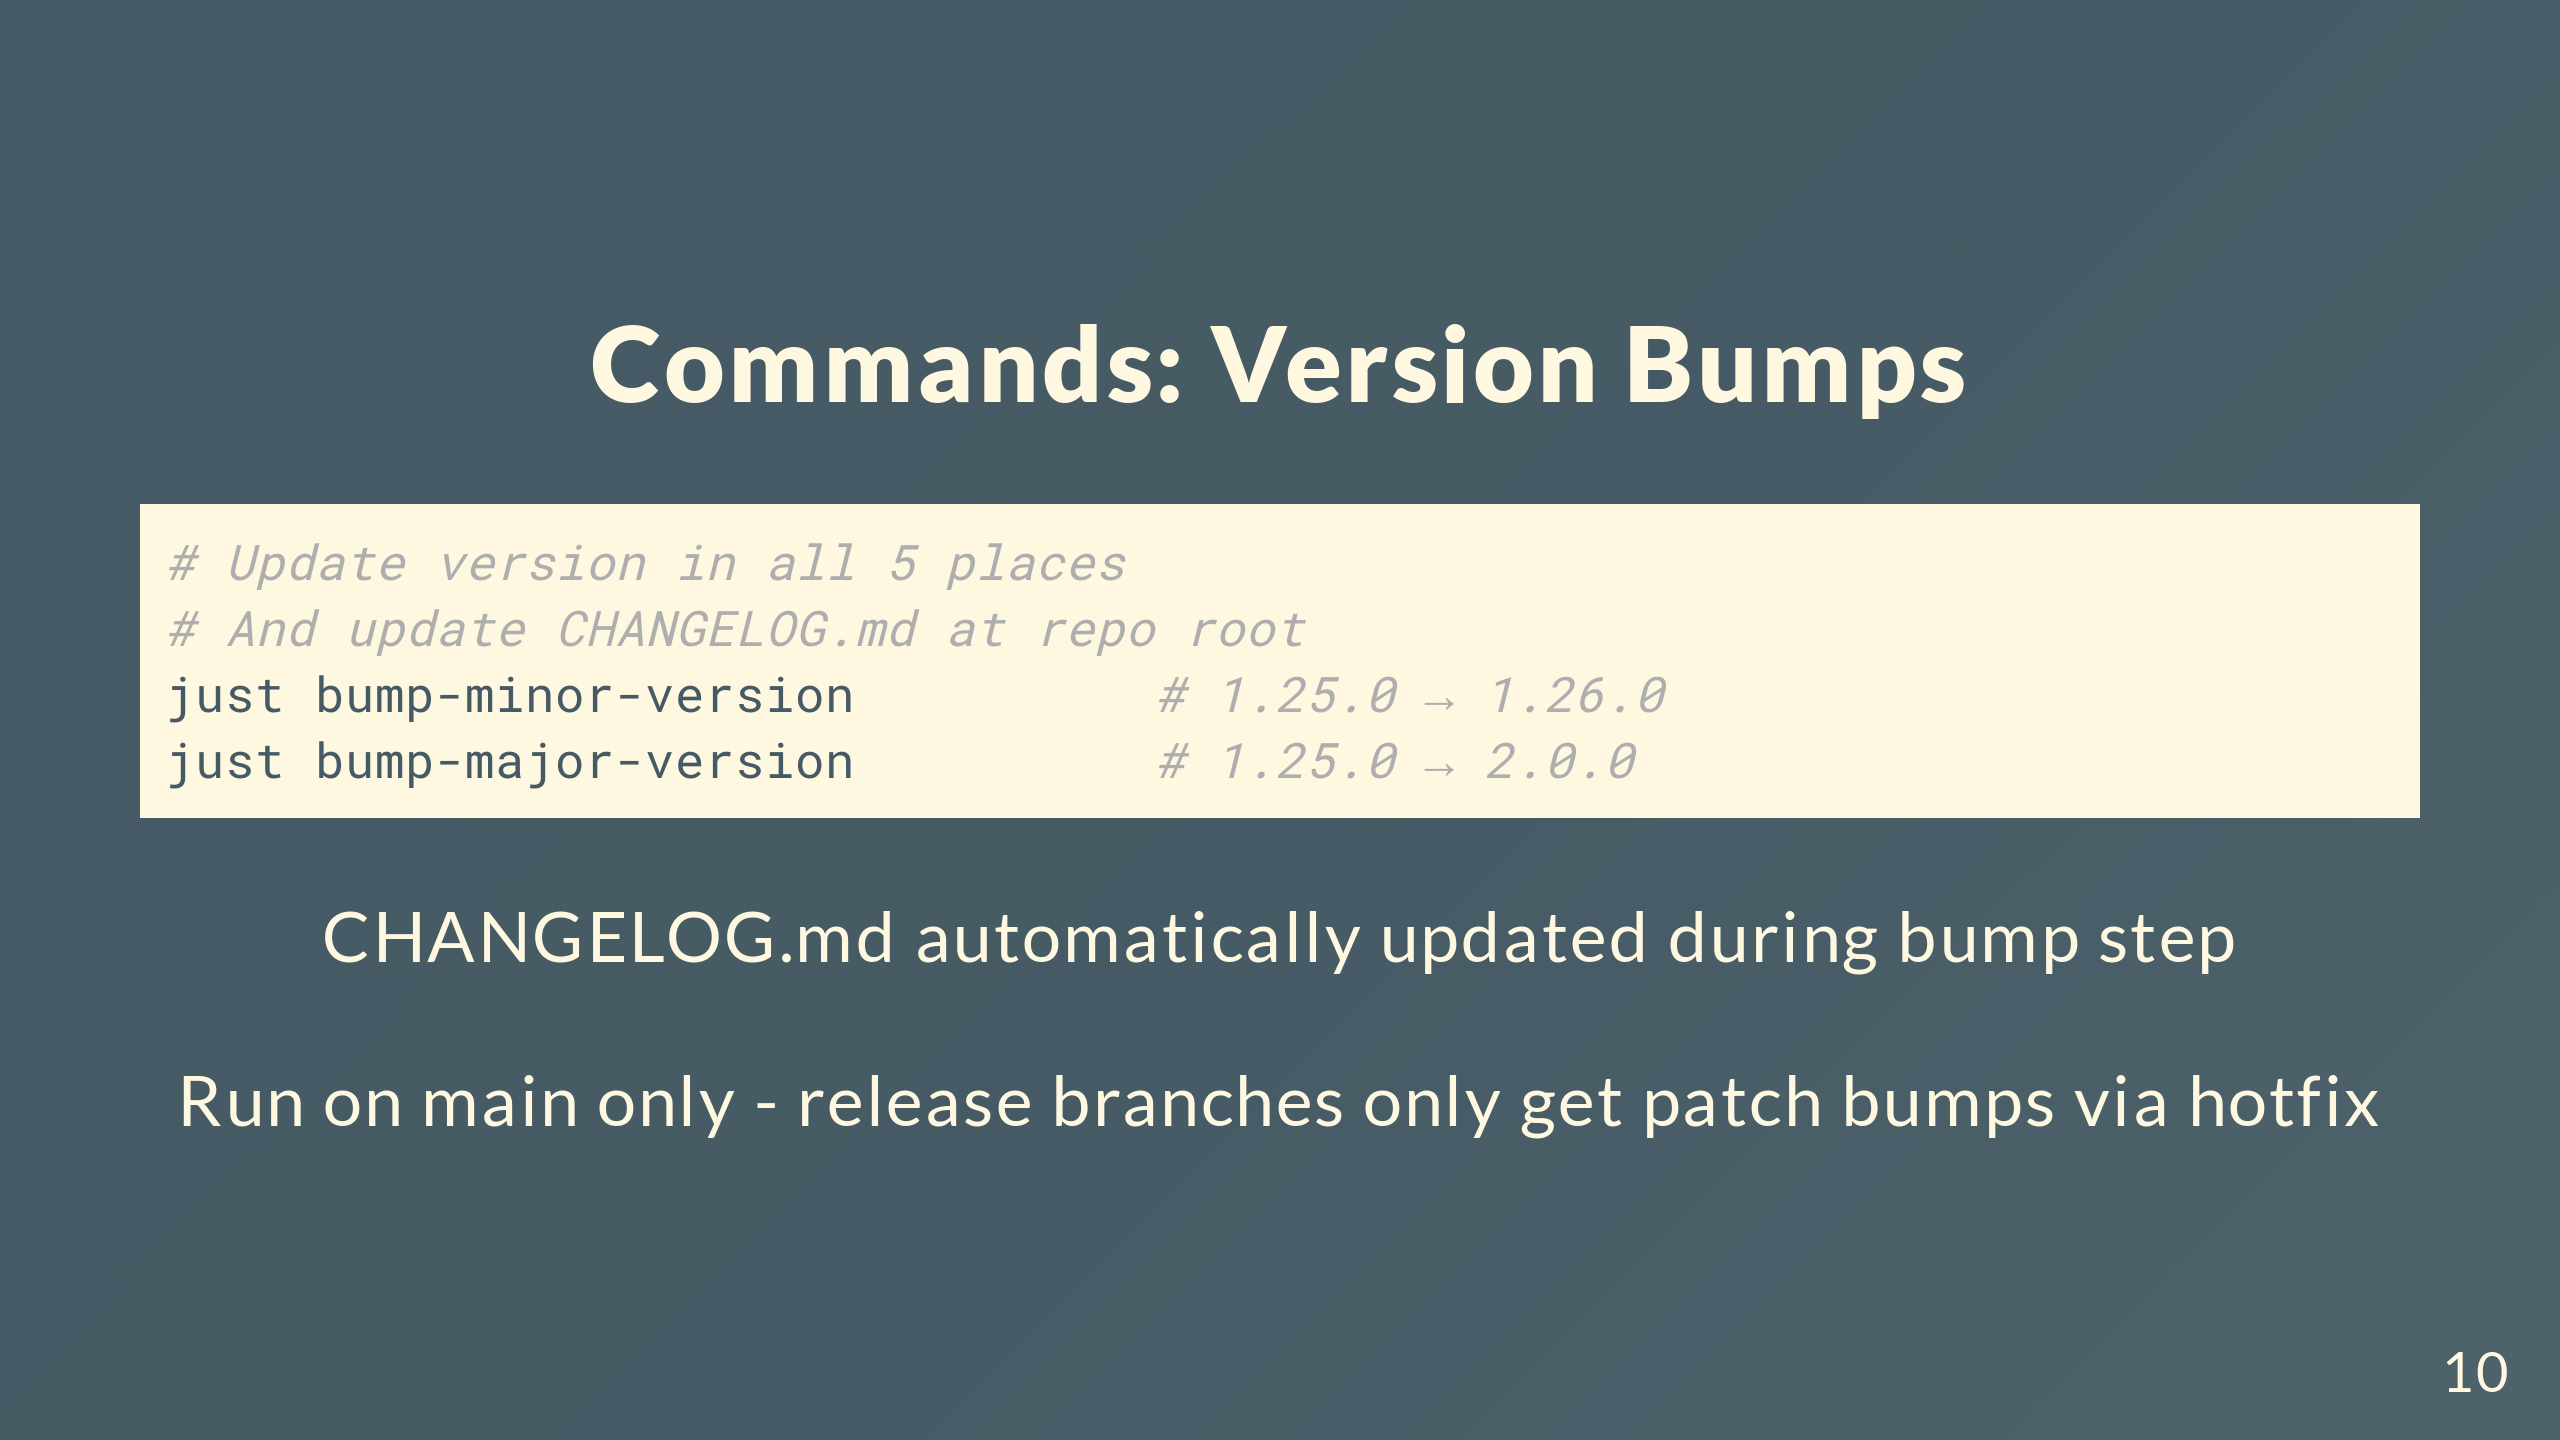 Commands: Version Bumps
# Update version in all 5 places
# And update CHANGELOG.md at repo root
just bump-minor-version          # 1.25.0 → 1.26.0
just bump-major-version          # 1.25.0 → 2.0.0
CHANGELOG.md automatically updated during bump step
Run on main only - release branches only get patch bumps via hotfix
10